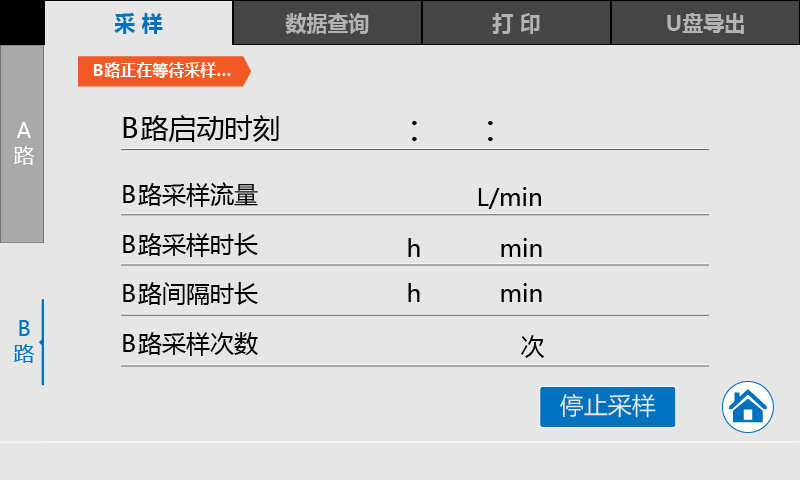 采 样
数据查询
打 印
U盘导出
A
路
B路正在等待采样...
B路启动时刻 : :
B路采样流量 L/min
B路采样时长 h min
B路间隔时长 h min
B
路
B路采样次数 次
停止采样